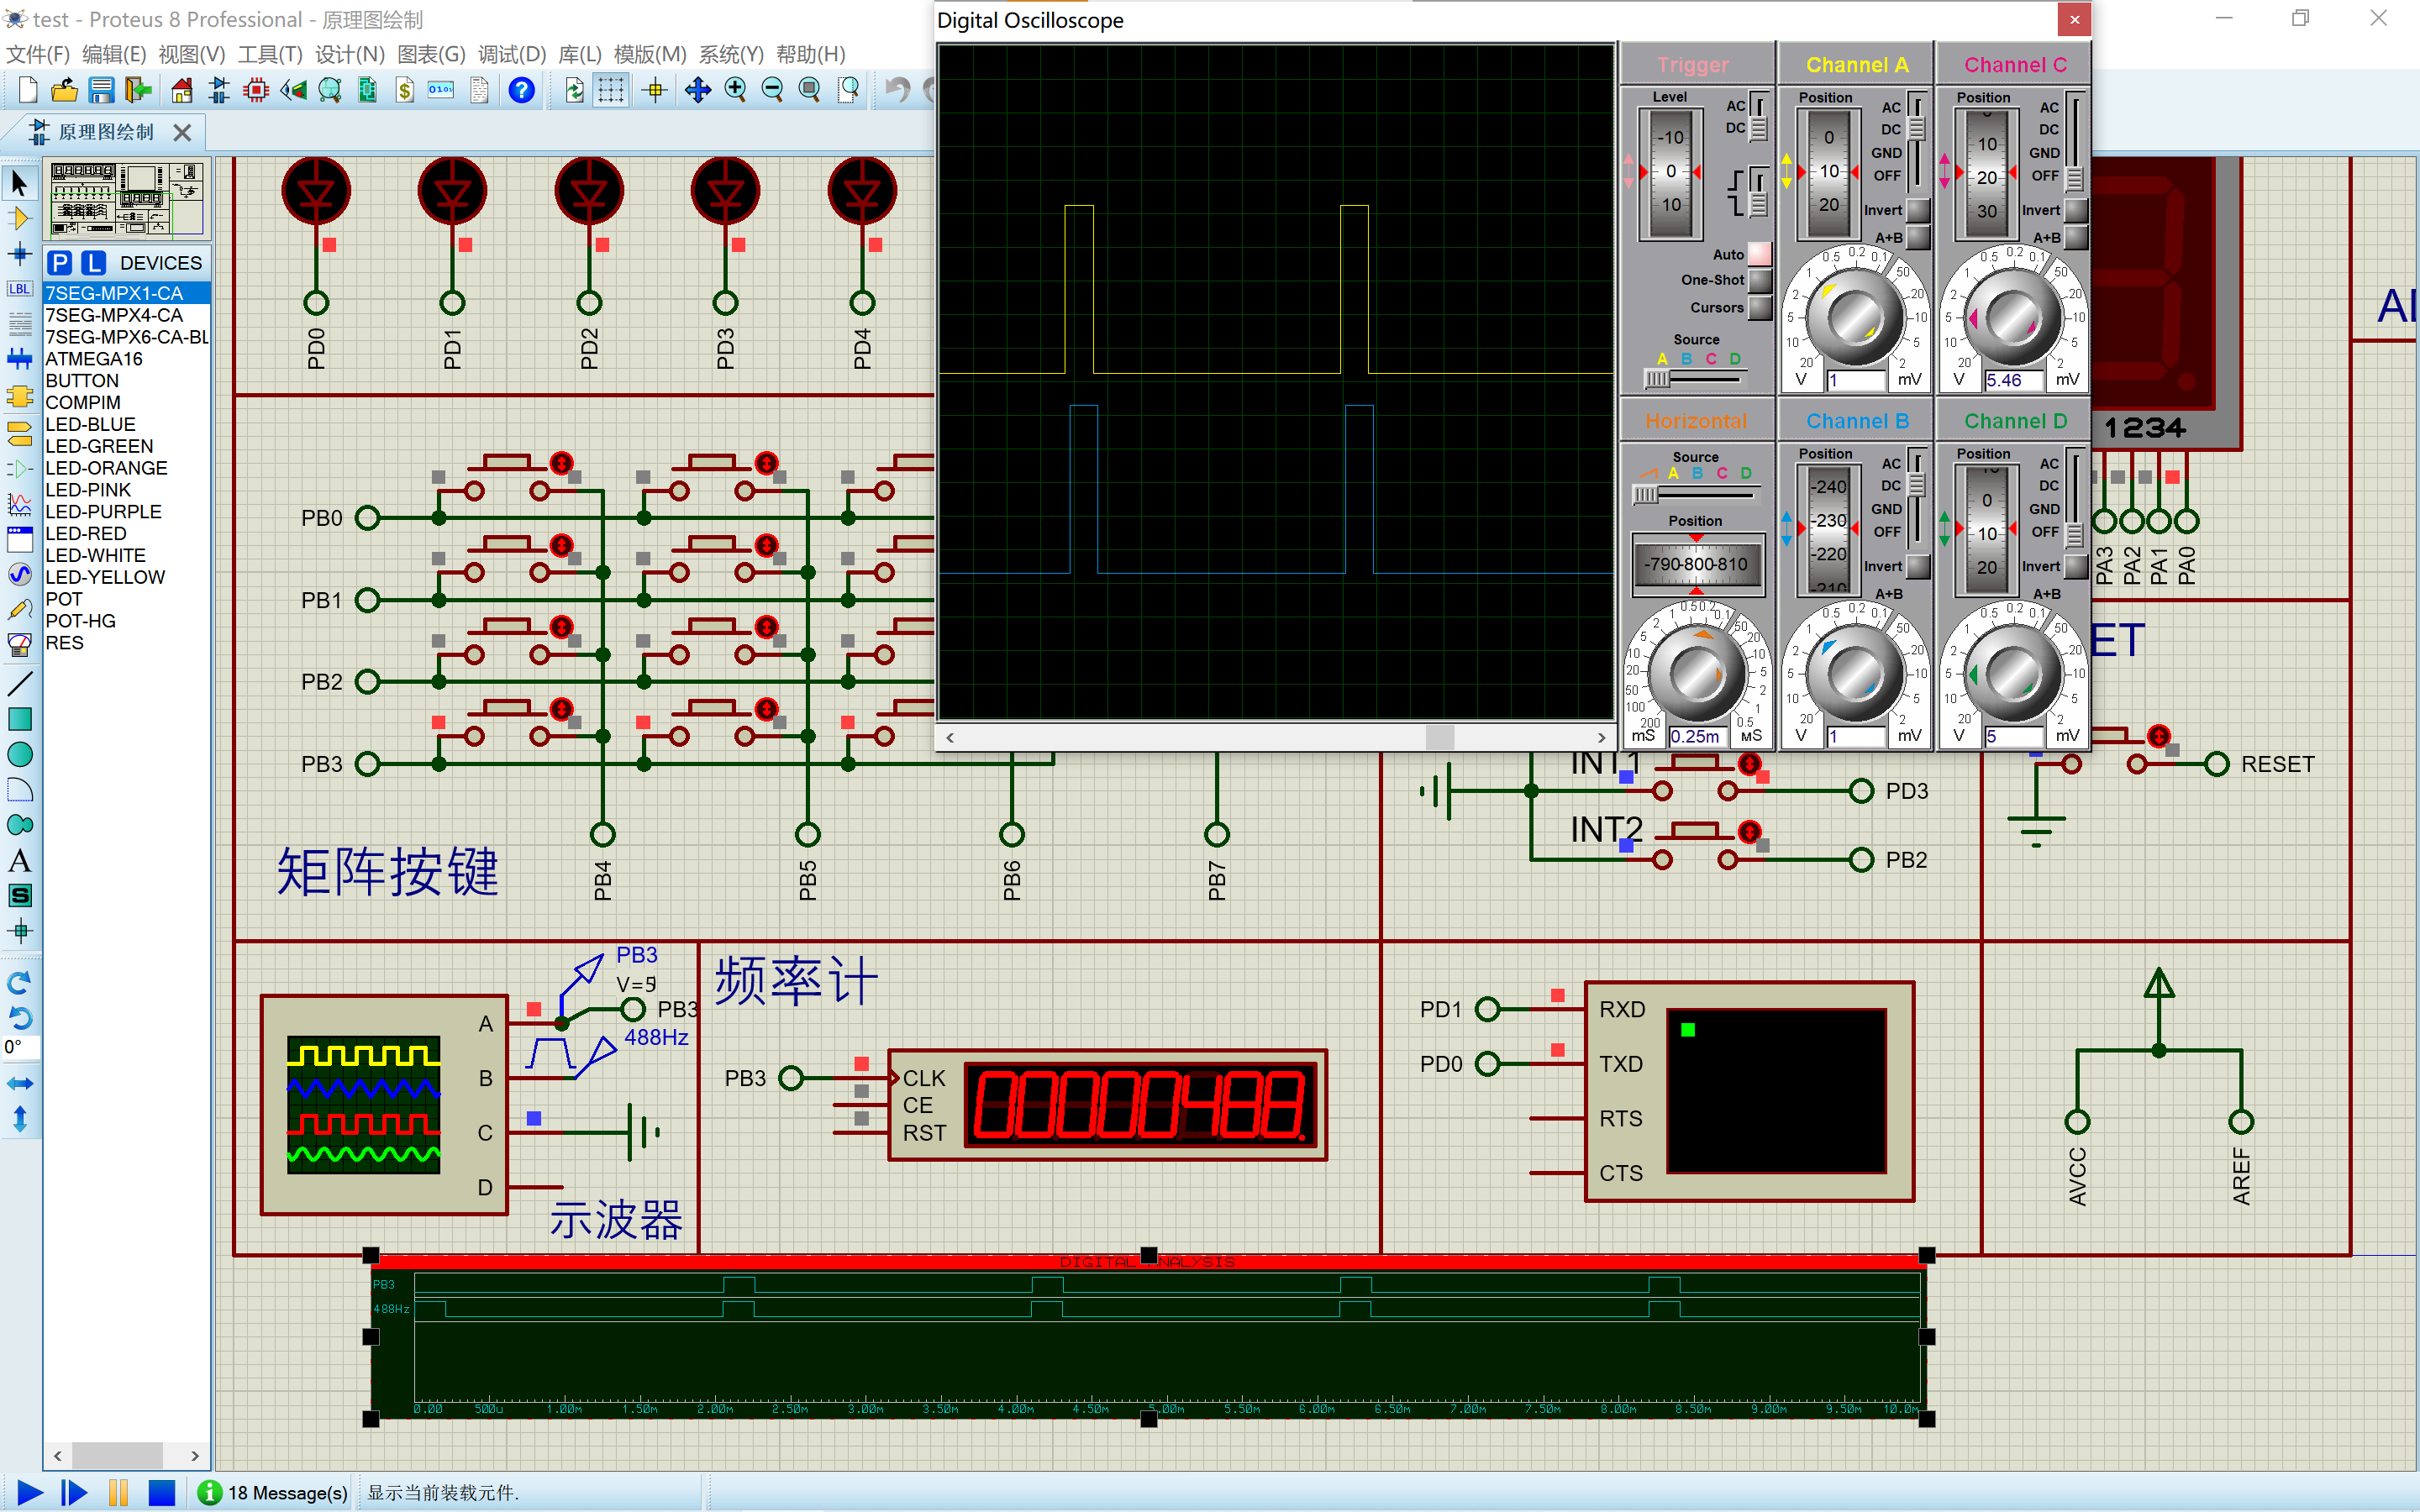 test - Proteus 8 Professional - 原理图绘制
文件(F) 编辑(E) 视图(V) 工具(T) 设计(N) 图表(G) 调试(D) 库(L) 模版(M) 系统(Y) 帮助(H)
原理图绘制
P L DEVICES
7SEG-MPX1-CA
7SEG-MPX4-CA
7SEG-MPX6-CA-BL
ATMEGA16
BUTTON
COMPIM
LED-BLUE
LED-GREEN
LED-ORANGE
LED-PINK
LED-PURPLE
LED-RED
LED-WHITE
LED-YELLOW
POT
POT-HG
RES
LBL
0°
PD0
PD1
PD2
PD3
PD4
PB0
PB1
PB2
PB3
PB4
PB5
PB6
PB7
矩阵按键
Digital Oscilloscope
Trigger
Level
-10
0
10
AC
DC
Auto
One-Shot
Cursors
Source
A B C D
Channel A
Position
0
10
20
AC
DC
GND
OFF
Invert
A+B
V 1 mV
Channel C
Position
10
20
30
AC
DC
GND
OFF
Invert
A+B
V 5.46 mV
Horizontal
Source
A B C D
Position
-790-800-810
mS 0.25m
Channel B
Position
-240
-230
-220
-210
AC
DC
GND
OFF
Invert
A+B
V 1 mV
Channel D
Position
0
10
20
AC
DC
GND
OFF
Invert
A+B
V 5 mV
1234
PA3
PA2
PA1
PA0
INT1
PD3
INT2
PB2
RESET
A
B
C
D
PB3
V=5
PB3
488Hz
示波器
频率计
PB3
CLK
CE
RST
00000488
PD1
PD0
RXD
TXD
RTS
CTS
AVCC
AREF
DIGITAL ANALYSIS
PB3
488Hz
0.00 500u 1.00m 1.50m 2.00m 2.50m 3.00m 3.50m 4.00m 4.50m 5.00m 5.50m 6.00m 6.50m 7.00m 7.50m 8.00m 8.50m 9.00m 9.50m 10.0m
18 Message(s)
显示当前装载元件.